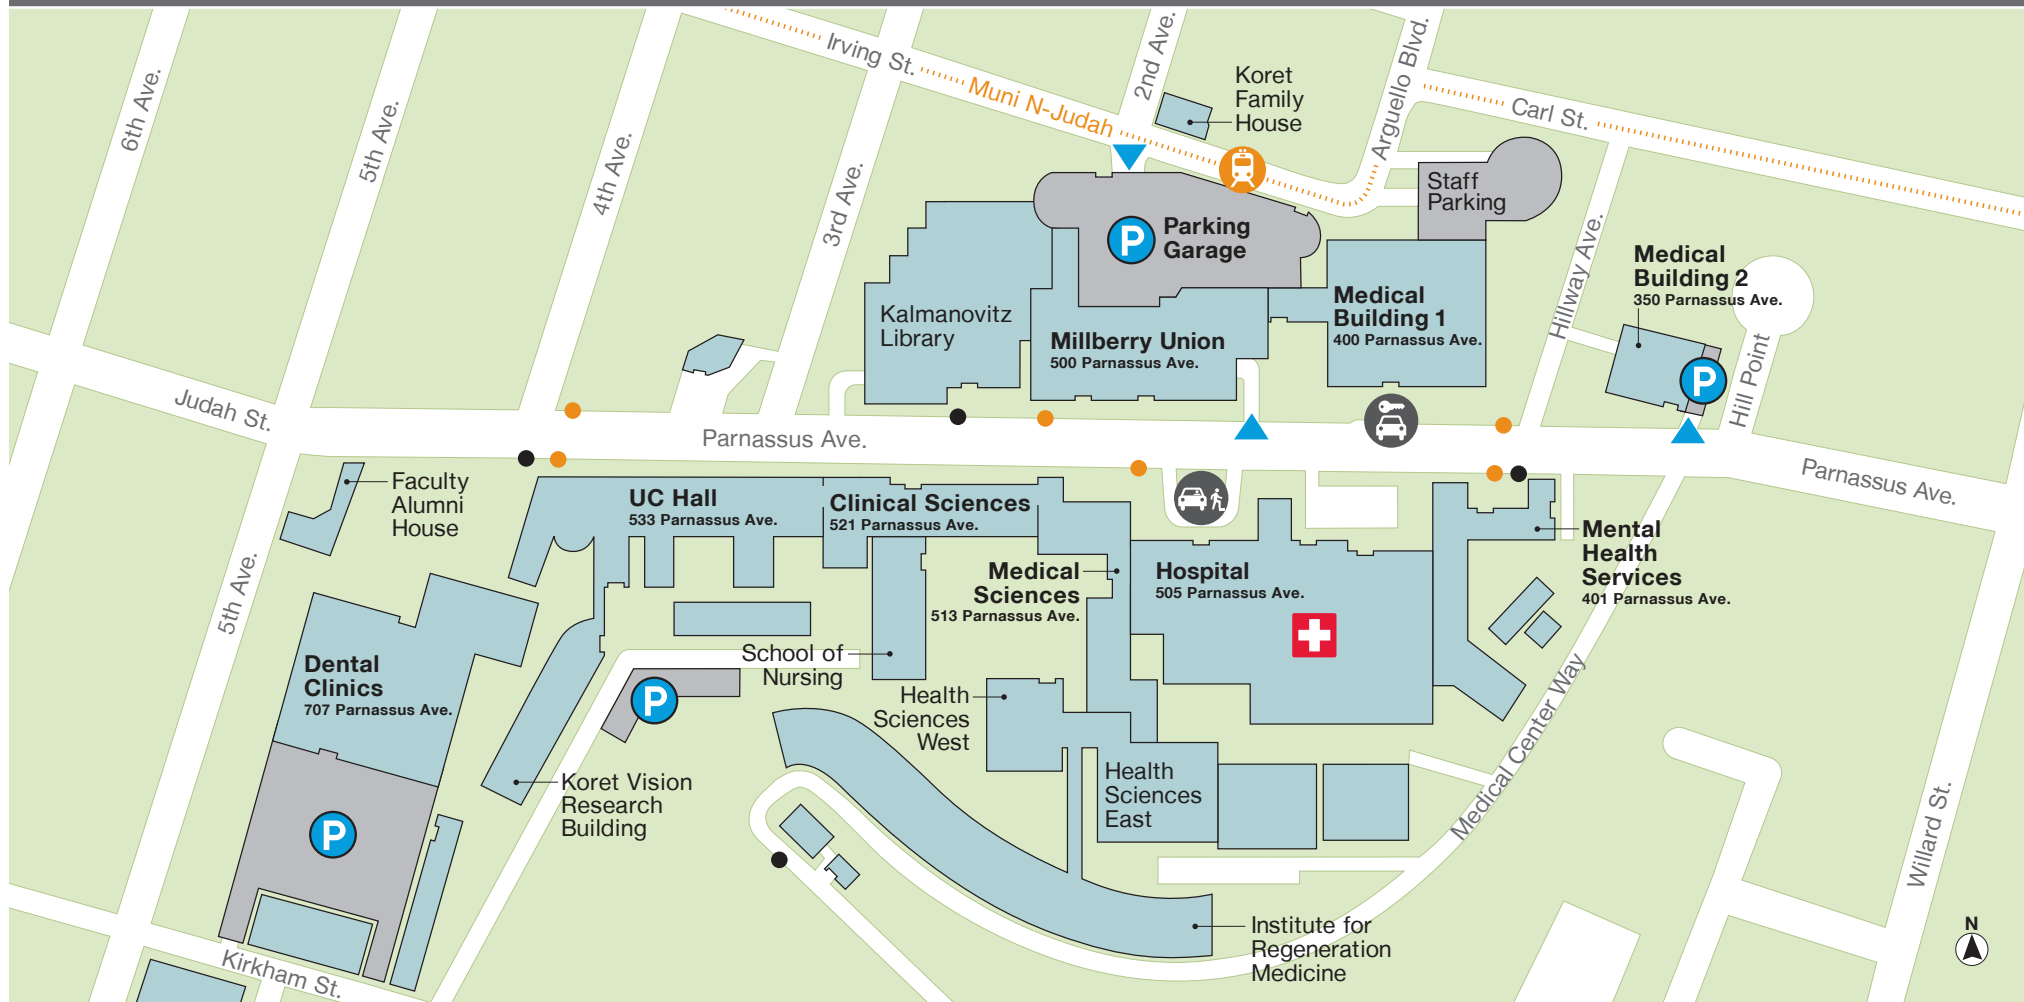 6th Ave.
5th Ave.
4th Ave.
3rd Ave.
Irving St.
Muni N-Judah
2nd Ave.
Koret
Family
House
Arguello Blvd.
Carl St.
Staff
Parking
P
Parking
Garage
Hillway Ave.
Medical
Building 2
350 Parnassus Ave.
P
Hill Point
Kalmanovitz
Library
Millberry Union
500 Parnassus Ave.
Medical
Building 1
400 Parnassus Ave.
Judah St.
Parnassus Ave.
Parnassus Ave.
Faculty
Alumni
House
UC Hall
533 Parnassus Ave.
Clinical Sciences
521 Parnassus Ave.
Medical
Sciences
513 Parnassus Ave.
Hospital
505 Parnassus Ave.
Mental
Health
Services
401 Parnassus Ave.
5th Ave.
Dental
Clinics
707 Parnassus Ave.
School of
Nursing
P
Health
Sciences
West
Koret Vision
Research
Building
P
Health
Sciences
East
Medical Center Way
Willard St.
Institute for
Regeneration
Medicine
Kirkham St.
N